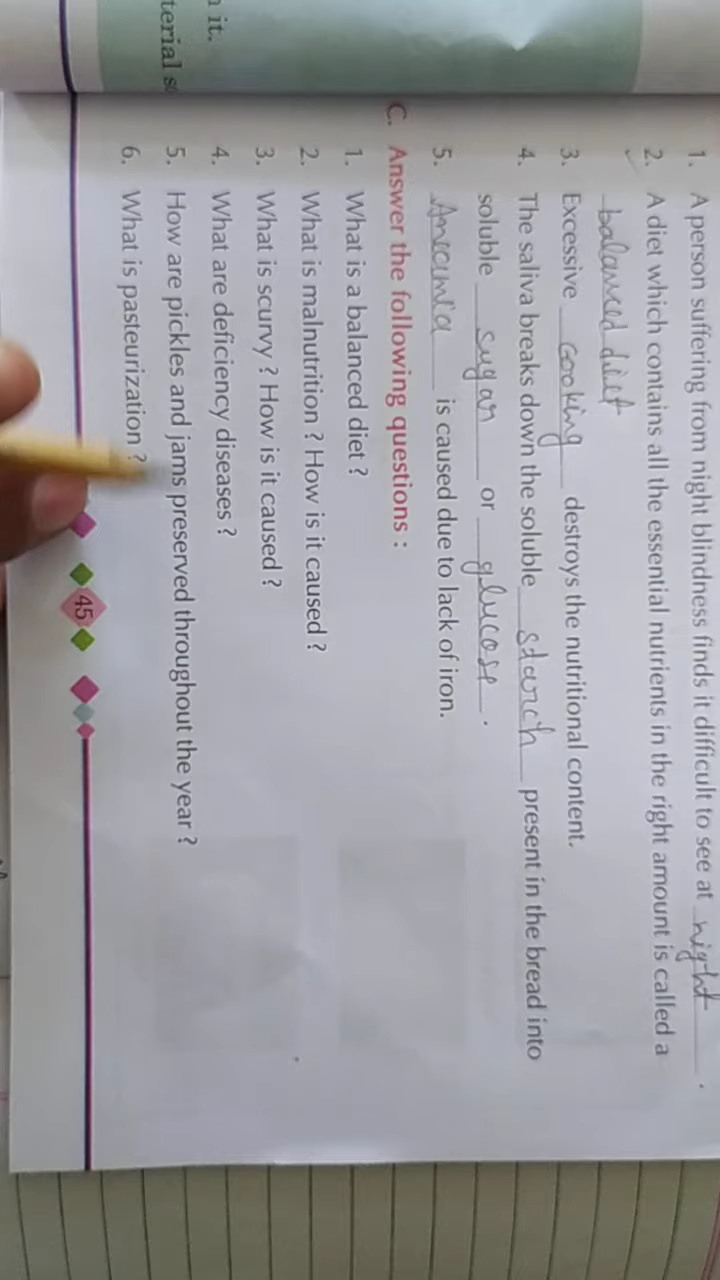 n it.
terial s
1. A person suffering from night blindness finds it difficult to see at night.
2. A diet which contains all the essential nutrients in the right amount is called a
balanced diet
3. Excessive cooking destroys the nutritional content.
4. The saliva breaks down the soluble starch present in the bread into
soluble sugar or glucose.
5. Anecmia is caused due to lack of iron.
C. Answer the following questions :
1. What is a balanced diet ?
2. What is malnutrition ? How is it caused ?
3. What is scurvy ? How is it caused ?
4. What are deficiency diseases ?
5. How are pickles and jams preserved throughout the year ?
6. What is pasteurization ?
45